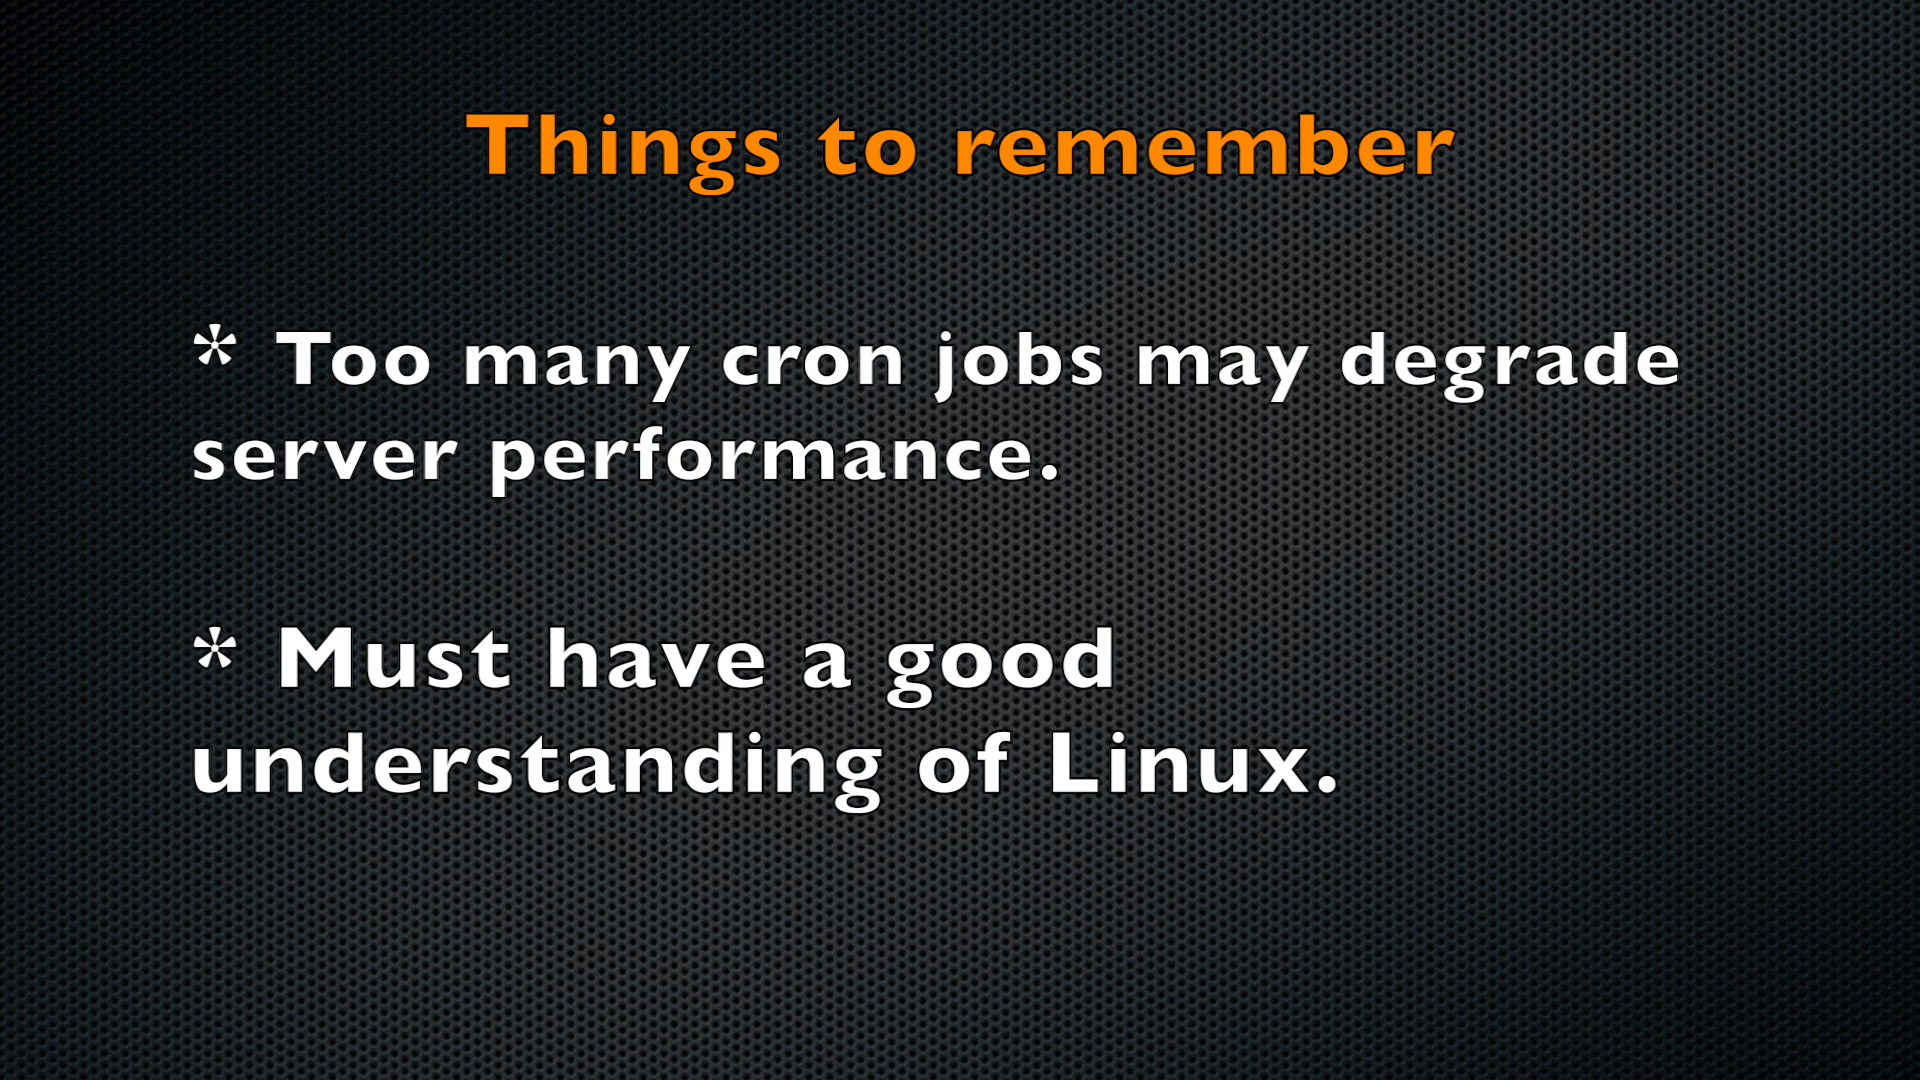 Things to remember
* Too many cron jobs may degrade
server performance.
* Must have a good
understanding of Linux.